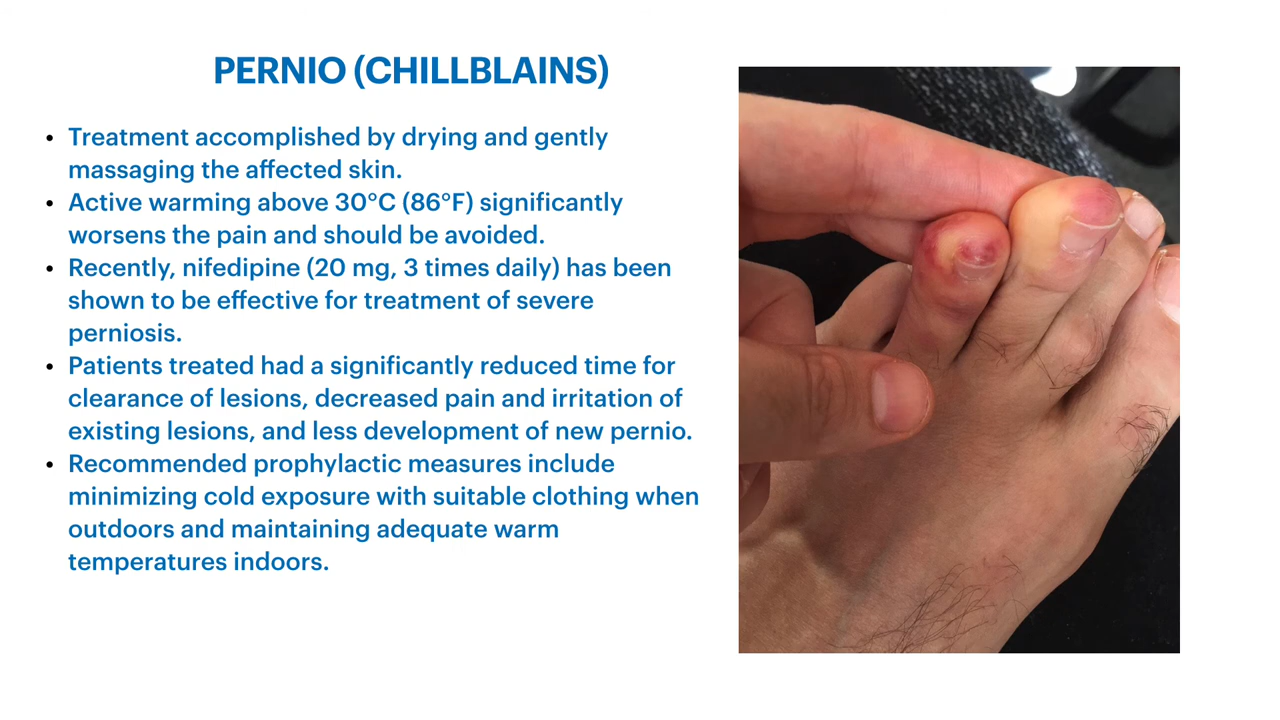 PERNIO (CHILLBLAINS)
• Treatment accomplished by drying and gently
massaging the affected skin.
• Active warming above 30°C (86°F) significantly
worsens the pain and should be avoided.
• Recently, nifedipine (20 mg, 3 times daily) has been
shown to be effective for treatment of severe
perniosis.
• Patients treated had a significantly reduced time for
clearance of lesions, decreased pain and irritation of
existing lesions, and less development of new pernio.
• Recommended prophylactic measures include
minimizing cold exposure with suitable clothing when
outdoors and maintaining adequate warm
temperatures indoors.